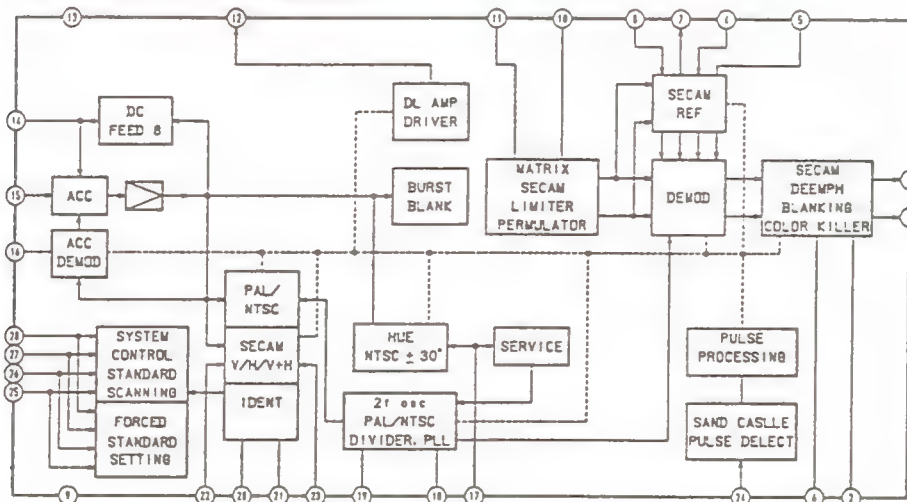 13 12 11 10 8 7 4 5
14 DC
FEED 8
DL AMP
DRIVER
SECAM
REF
15 ACC
BURST
BLANK
MATRIX
SECAM
LIMITER
PERMULATOR
DEMOD
SECAM
DEEMPH
BLANKING
COLOR KILLER
16 ACC
DEMOD
PAL/
NTSC
SECAM
V/H/V+H
IDENT
28
27
26
25
SYSTEM
CONTROL
STANDARD
SCANNING
FORCED
STANDARD
SETTING
HUE
NTSC ± 30°
SERVICE
PULSE
PROCESSING
2f osc
PAL/NTSC
DIVIDER. PLL
SAND CASLLE
PULSE DELECT
9 22 20 21 23 19 18 17 24 6 2